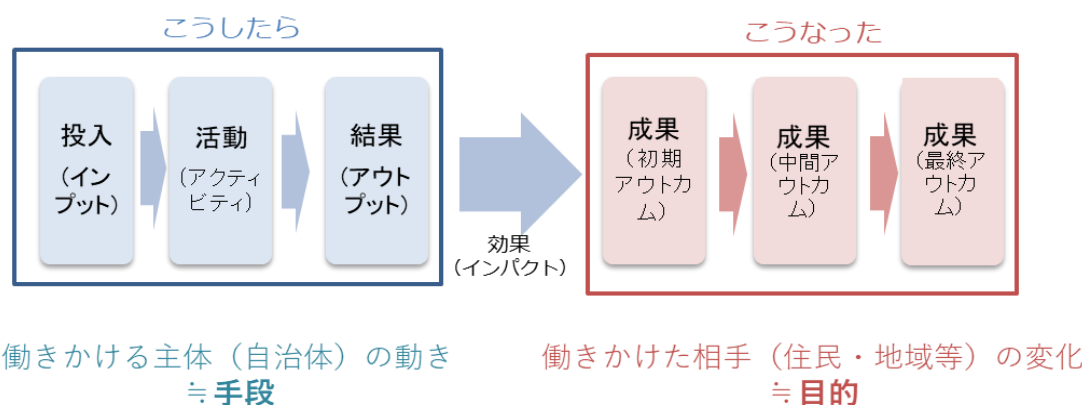 こうしたら
投入
(イン
プット)
活動
(アクティ
ビティ)
結果
(アウト
プット)
効果
(インパクト)
こうなった
成果
(初期
アウトカ
ム)
成果
(中間ア
ウトカ
ム)
成果
(最終ア
ウトカ
ム)
働きかける主体（自治体）の動き
≒手段
働きかけた相手（住民・地域等）の変化
≒目的